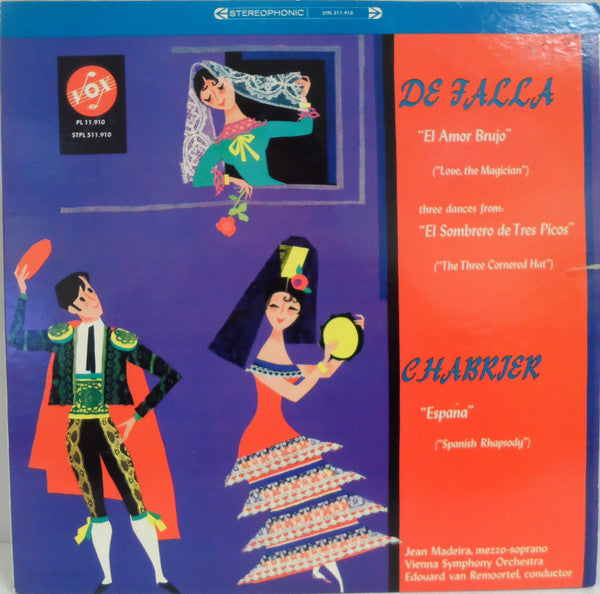 STEREOPHONIC STPL 511.910
VOX
PL 11.910
STPL 511.910
DE FALLA
"El Amor Brujo"
("Love, the Magician")
three dances from:
"El Sombrero de Tres Picos"
("The Three Cornered Hat")
CHABRIER
"España"
("Spanish Rhapsody")
Jean Madeira, mezzo-soprano
Vienna Symphony Orchestra
Edouard van Remoortel, conductor